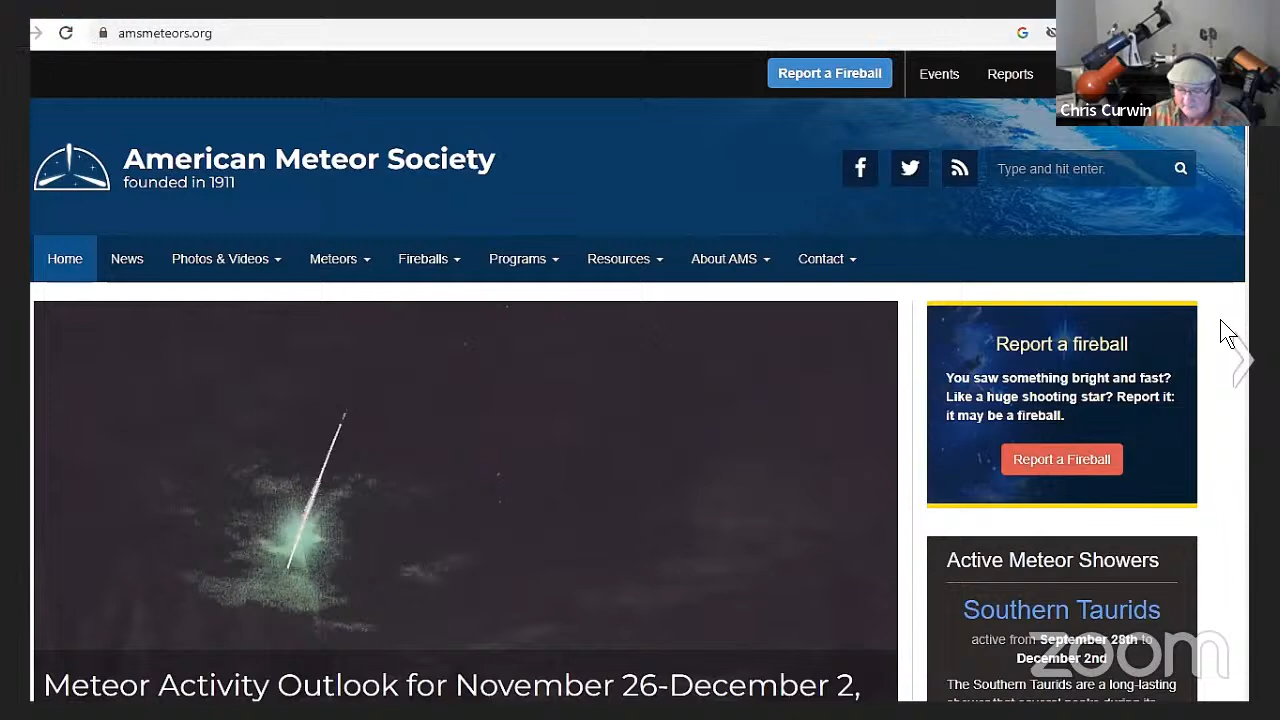 amsmeteors.org
Report a Fireball
Events
Reports
Chris Curwin
American Meteor Society
founded in 1911
Type and hit enter.
Home
News
Photos & Videos
Meteors
Fireballs
Programs
Resources
About AMS
Contact
Report a fireball
You saw something bright and fast?
Like a huge shooting star? Report it:
it may be a fireball.
Report a Fireball
Active Meteor Showers
Southern Taurids
active from September 28th to
December 2nd
The Southern Taurids are a long-lasting
zoom
Meteor Activity Outlook for November 26-December 2,